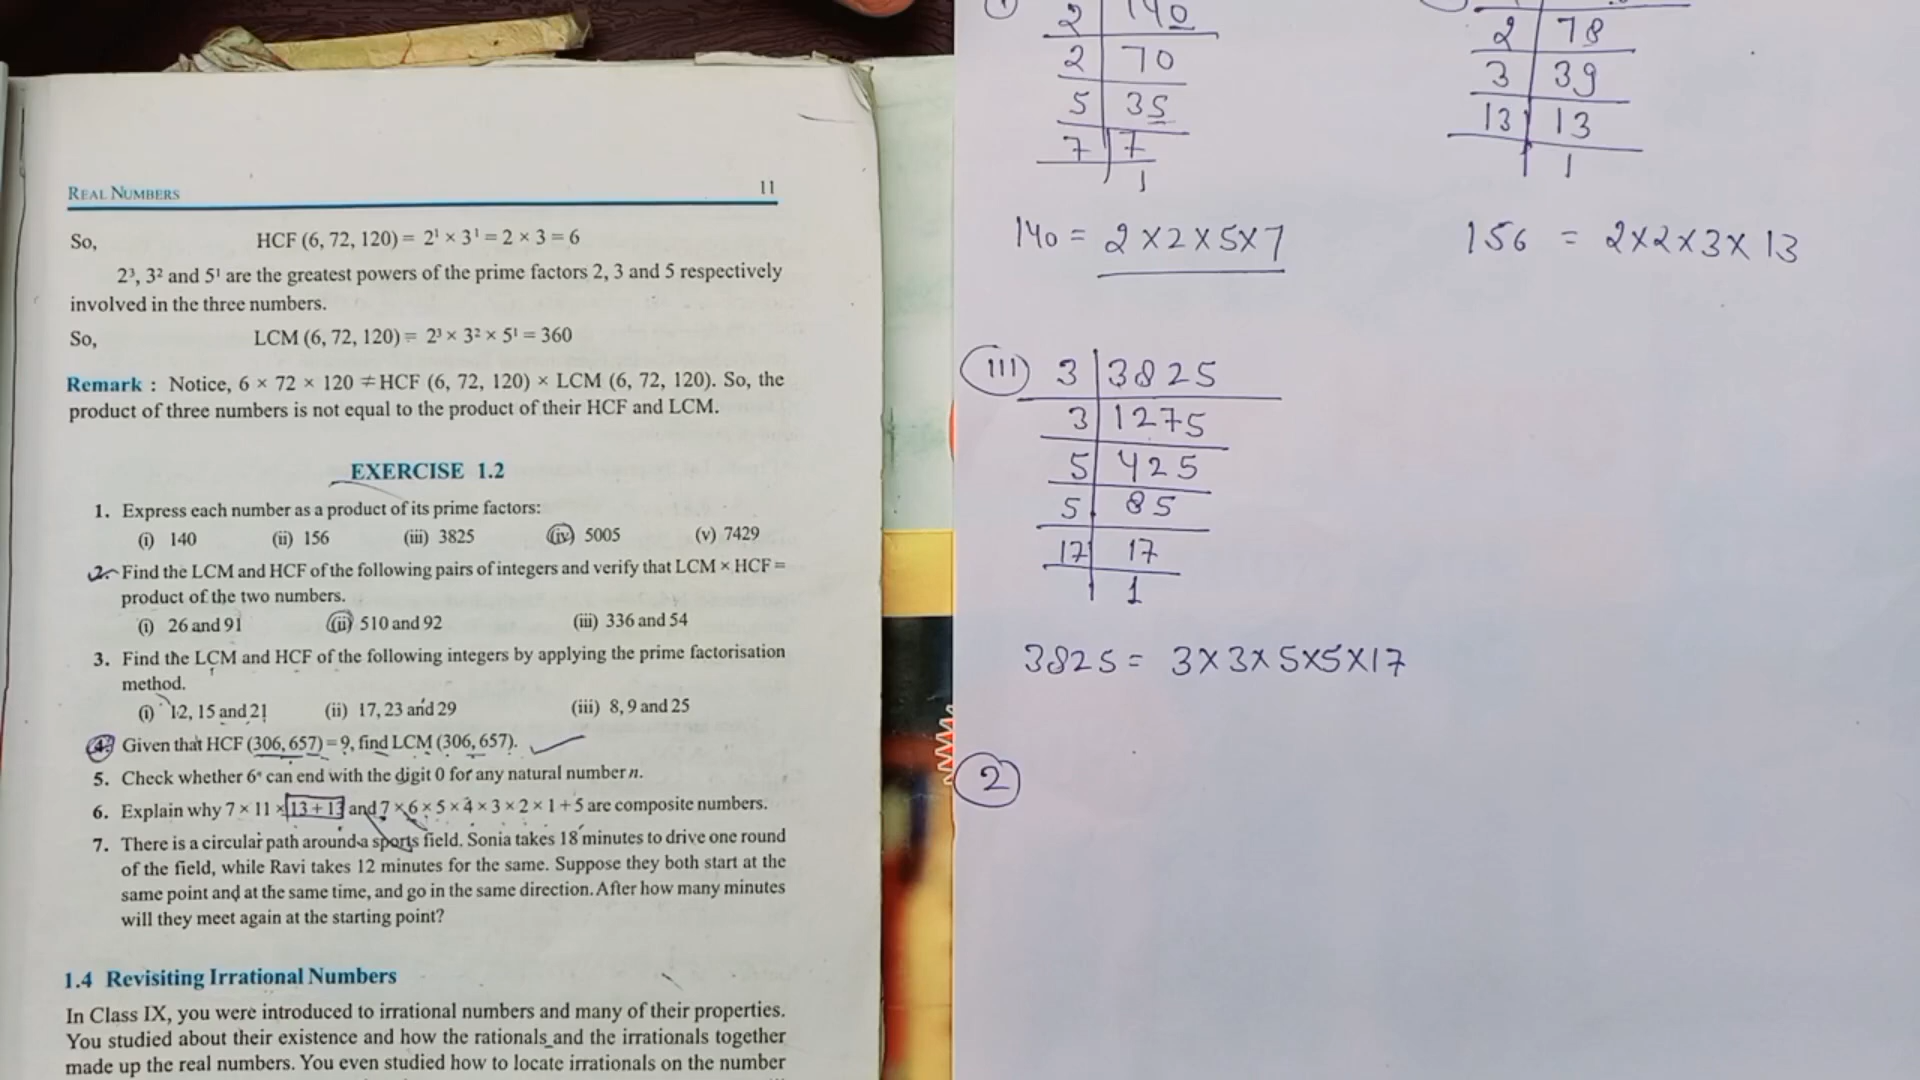 REAL NUMBERS 11
So, HCF (6, 72, 120) = 2¹ × 3¹ = 2 × 3 = 6
2³, 3² and 5¹ are the greatest powers of the prime factors 2, 3 and 5 respectively
involved in the three numbers.
So, LCM (6, 72, 120) = 2³ × 3² × 5¹ = 360
Remark : Notice, 6 × 72 × 120 ≠ HCF (6, 72, 120) × LCM (6, 72, 120). So, the
product of three numbers is not equal to the product of their HCF and LCM.
EXERCISE 1.2
1. Express each number as a product of its prime factors:
(i) 140 (ii) 156 (iii) 3825 (iv) 5005 (v) 7429
2. Find the LCM and HCF of the following pairs of integers and verify that LCM × HCF =
product of the two numbers.
(i) 26 and 91 (ii) 510 and 92 (iii) 336 and 54
3. Find the LCM and HCF of the following integers by applying the prime factorisation
method.
(i) 12, 15 and 21 (ii) 17, 23 and 29 (iii) 8, 9 and 25
4. Given that HCF (306, 657) = 9, find LCM (306, 657).
5. Check whether 6ⁿ can end with the digit 0 for any natural number n.
6. Explain why 7 × 11 × 13 + 13 and 7 × 6 × 5 × 4 × 3 × 2 × 1 + 5 are composite numbers.
7. There is a circular path around a sports field. Sonia takes 18 minutes to drive one round
of the field, while Ravi takes 12 minutes for the same. Suppose they both start at the
same point and at the same time, and go in the same direction. After how many minutes
will they meet again at the starting point?
1.4 Revisiting Irrational Numbers
In Class IX, you were introduced to irrational numbers and many of their properties.
You studied about their existence and how the rationals and the irrationals together
made up the real numbers. You even studied how to locate irrationals on the number
2 140
2 70
5 35
7 7
1
140 = 2×2×5×7
2 78
3 39
13 13
1
156 = 2×2×3×13
III 3 3825
3 1275
5 425
5 85
17 17
1
3825 = 3×3×5×5×17
2